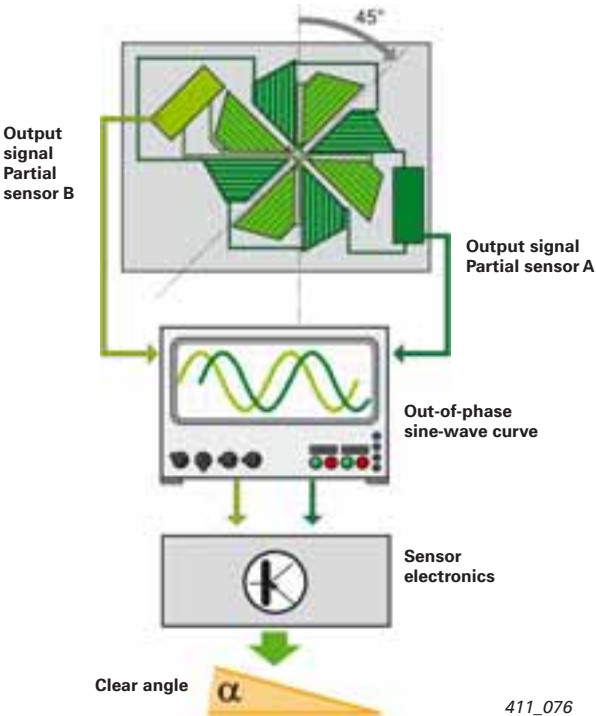 45°
Output
signal
Partial
sensor B
Output signal
Partial sensor A
Out-of-phase
sine-wave curve
Sensor
electronics
Clear angle
α
411_076